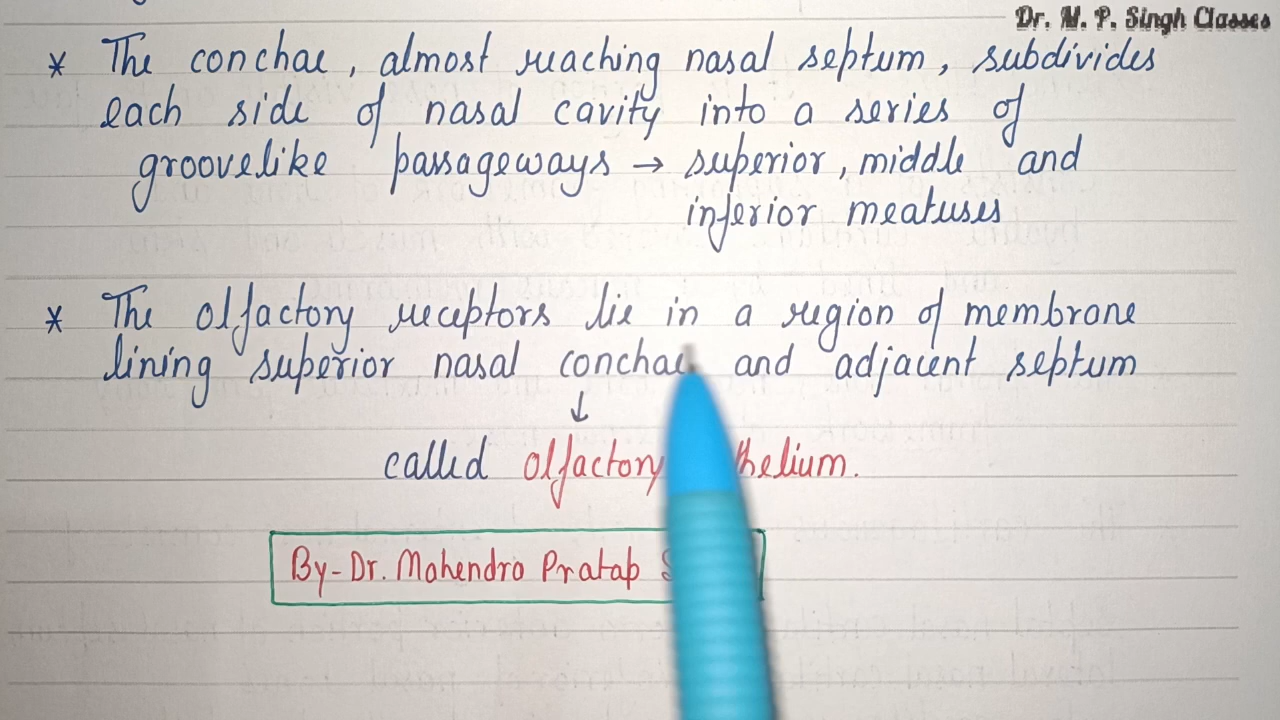 Dr. M. P. Singh Classes
* The conchae, almost reaching nasal septum, subdivides
each side of nasal cavity into a series of
groovelike passageways → superior, middle and
inferior meatuses
* The olfactory receptors lie in a region of membrane
lining superior nasal conchae and adjacent septum
↓
called olfactory helium.
By- Dr. Mahendra Pratap S